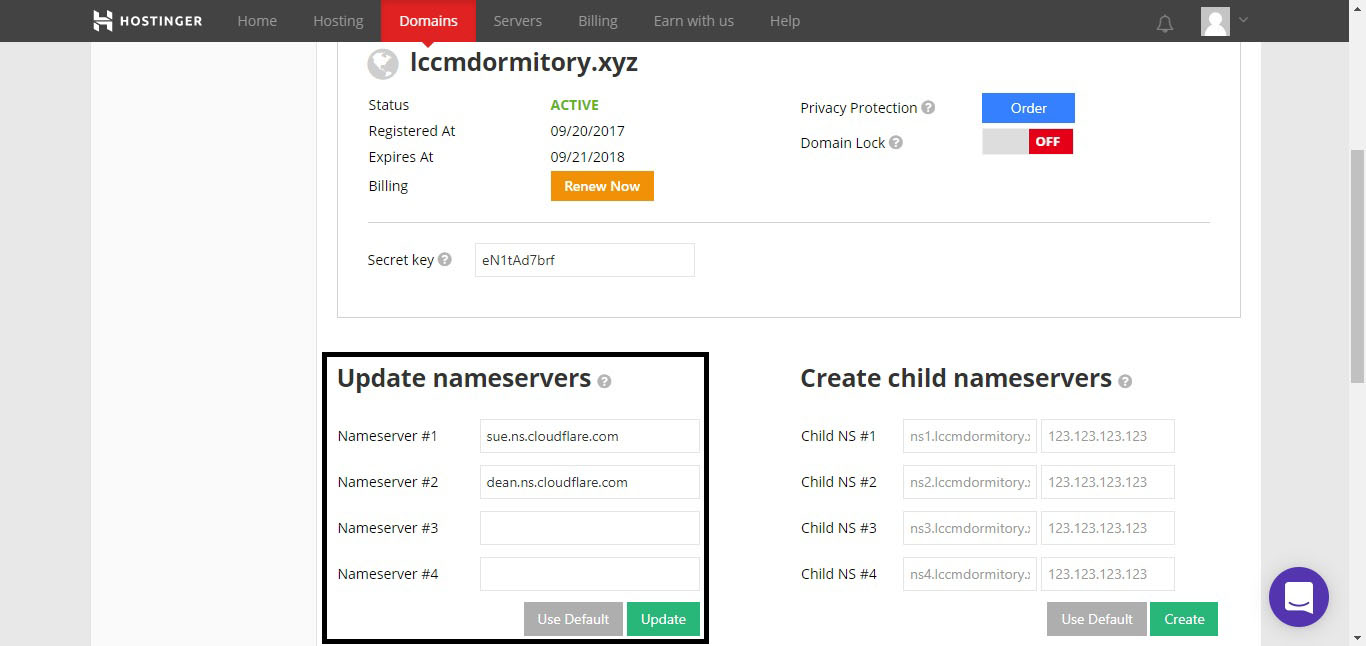 HOSTINGER Home Hosting Domains Servers Billing Earn with us Help
lccmdormitory.xyz
Status ACTIVE
Registered At 09/20/2017
Expires At 09/21/2018
Billing Renew Now
Privacy Protection ? Order
Domain Lock ? OFF
Secret key ? eN1tAd7brf
Update nameservers ?
Nameserver #1 sue.ns.cloudflare.com
Nameserver #2 dean.ns.cloudflare.com
Nameserver #3
Nameserver #4
Use Default Update
Create child nameservers ?
Child NS #1 ns1.lccmdormitory. 123.123.123.123
Child NS #2 ns2.lccmdormitory. 123.123.123.123
Child NS #3 ns3.lccmdormitory. 123.123.123.123
Child NS #4 ns4.lccmdormitory. 123.123.123.123
Use Default Create